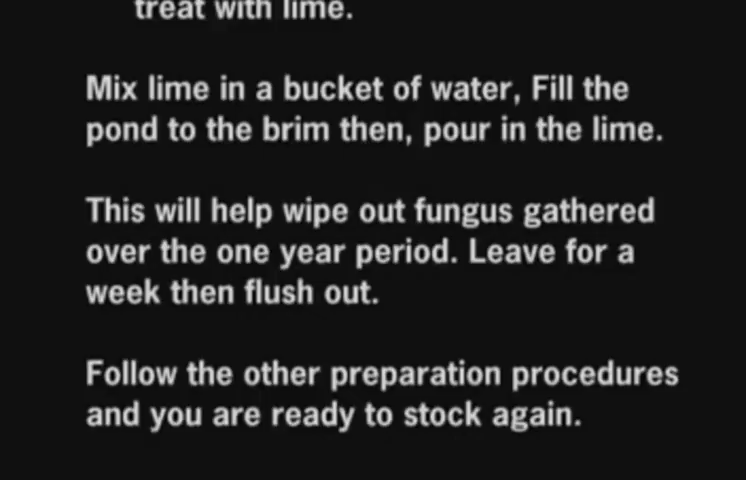 treat with lime.
Mix lime in a bucket of water, Fill the
pond to the brim then, pour in the lime.
This will help wipe out fungus gathered
over the one year period. Leave for a
week then flush out.
Follow the other preparation procedures
and you are ready to stock again.